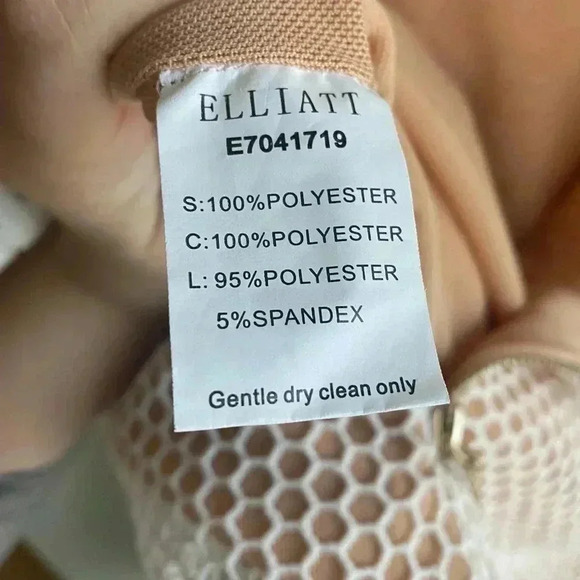 ELLIATT
E7041719
S:100%POLYESTER
C:100%POLYESTER
L: 95%POLYESTER
5%SPANDEX
Gentle dry clean only